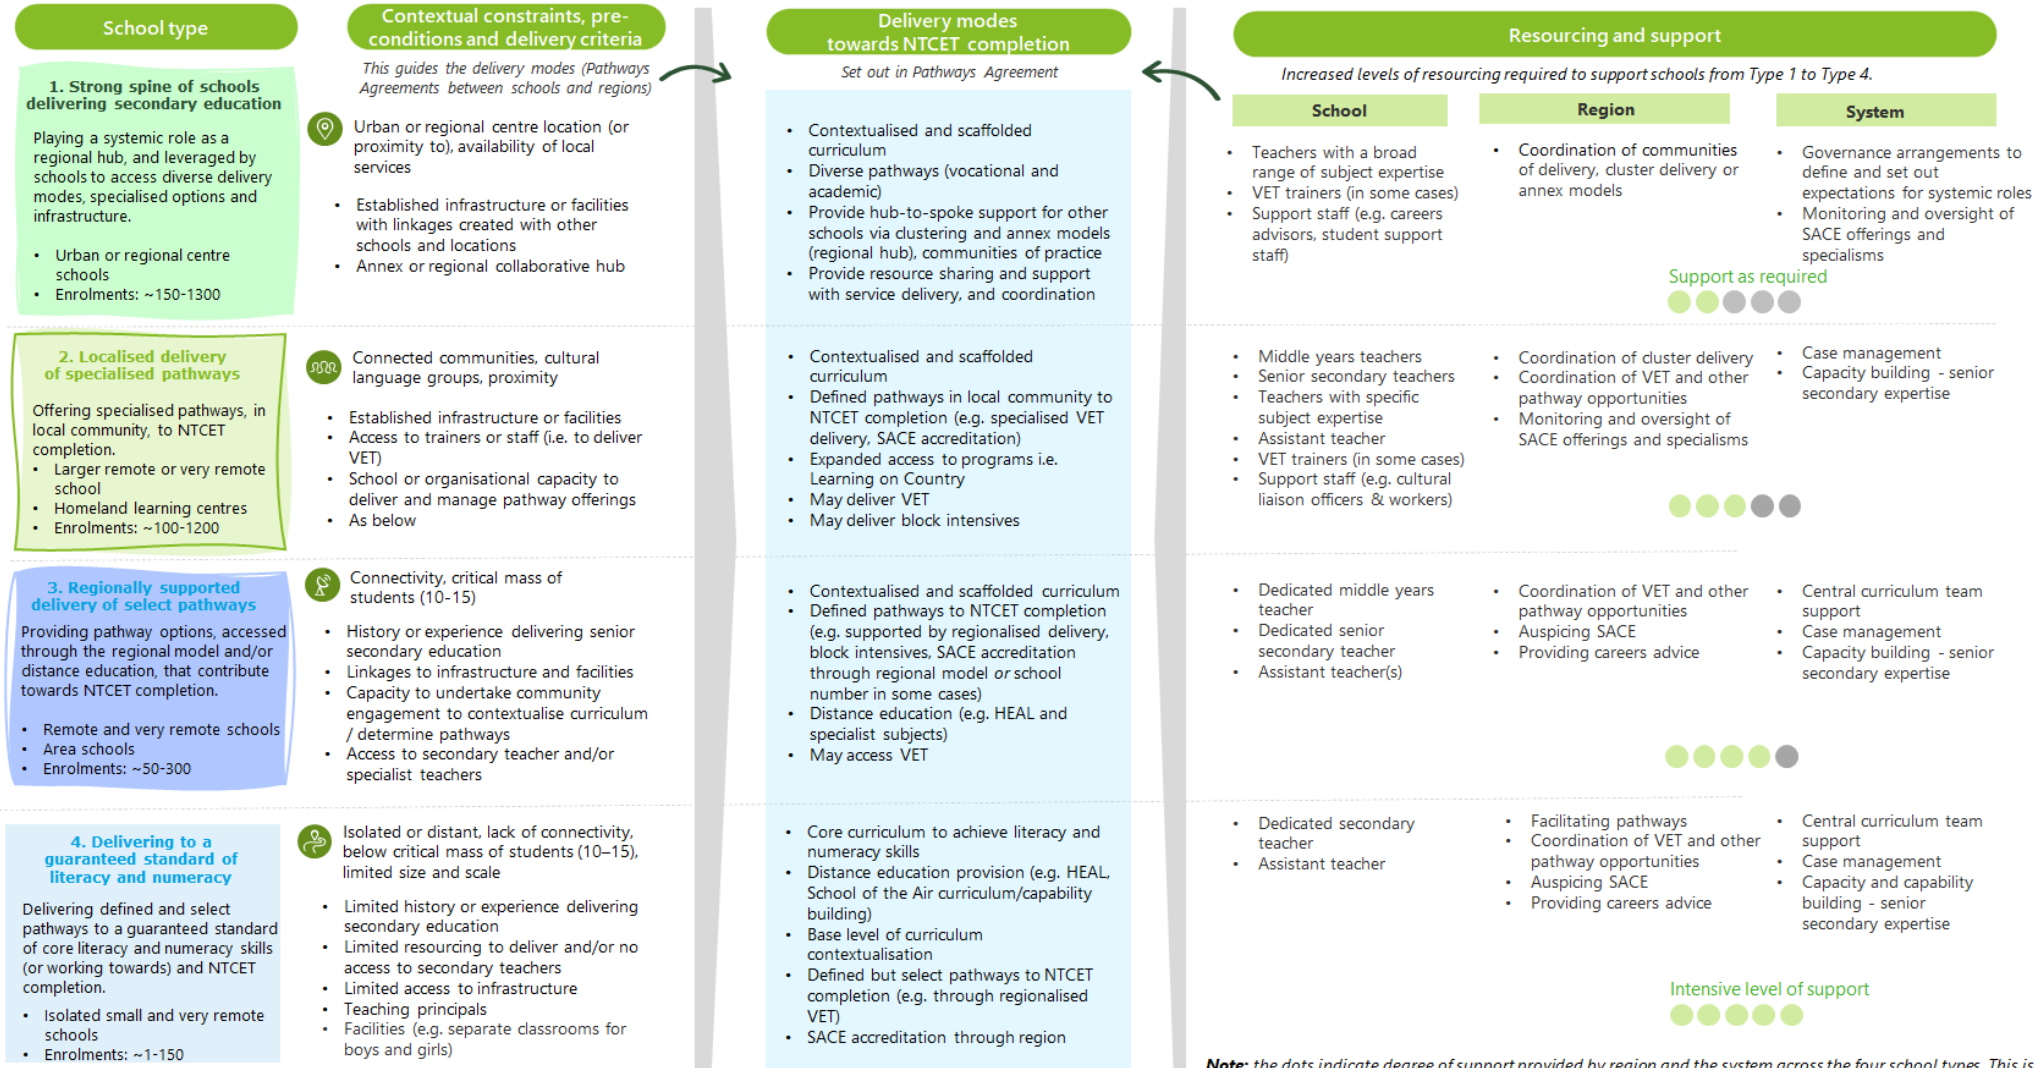 School type
Contextual constraints, pre-
conditions and delivery criteria
This guides the delivery modes (Pathways
Agreements between schools and regions)
Delivery modes
towards NTCET completion
Set out in Pathways Agreement
Resourcing and support
Increased levels of resourcing required to support schools from Type 1 to Type 4.
School
Region
System
1. Strong spine of schools
delivering secondary education
Playing a systemic role as a
regional hub, and leveraged by
schools to access diverse delivery
modes, specialised options and
infrastructure.
• Urban or regional centre
schools
• Enrolments: ~150-1300
Urban or regional centre location (or
proximity to), availability of local
services
• Established infrastructure or facilities
with linkages created with other
schools and locations
• Annex or regional collaborative hub
• Contextualised and scaffolded
curriculum
• Diverse pathways (vocational and
academic)
• Provide hub-to-spoke support for other
schools via clustering and annex models
(regional hub), communities of practice
• Provide resource sharing and support
with service delivery, and coordination
• Teachers with a broad
range of subject expertise
• VET trainers (in some cases)
• Support staff (e.g. careers
advisors, student support
staff)
• Coordination of communities
of delivery, cluster delivery or
annex models
• Governance arrangements to
define and set out
expectations for systemic roles
• Monitoring and oversight of
SACE offerings and
specialisms
Support as required
2. Localised delivery
of specialised pathways
Offering specialised pathways, in
local community, to NTCET
completion.
• Larger remote or very remote
school
• Homeland learning centres
• Enrolments: ~100-1200
Connected communities, cultural
language groups, proximity
• Established infrastructure or facilities
• Access to trainers or staff (i.e. to deliver
VET)
• School or organisational capacity to
deliver and manage pathway offerings
• As below
• Contextualised and scaffolded
curriculum
• Defined pathways in local community to
NTCET completion (e.g. specialised VET
delivery, SACE accreditation)
• Expanded access to programs i.e.
Learning on Country
• May deliver VET
• May deliver block intensives
• Middle years teachers
• Senior secondary teachers
• Teachers with specific
subject expertise
• Assistant teacher
• VET trainers (in some cases)
• Support staff (e.g. cultural
liaison officers & workers)
• Coordination of cluster delivery
• Coordination of VET and other
pathway opportunities
• Monitoring and oversight of
SACE offerings and specialisms
• Case management
• Capacity building - senior
secondary expertise
3. Regionally supported
delivery of select pathways
Providing pathway options, accessed
through the regional model and/or
distance education, that contribute
towards NTCET completion.
• Remote and very remote schools
• Area schools
• Enrolments: ~50-300
Connectivity, critical mass of
students (10-15)
• History or experience delivering senior
secondary education
• Linkages to infrastructure and facilities
• Capacity to undertake community
engagement to contextualise curriculum
/ determine pathways
• Access to secondary teacher and/or
specialist teachers
• Contextualised and scaffolded curriculum
• Defined pathways to NTCET completion
(e.g. supported by regionalised delivery,
block intensives, SACE accreditation
through regional model or school
number in some cases)
• Distance education (e.g. HEAL and
specialist subjects)
• May access VET
• Dedicated middle years
teacher
• Dedicated senior
secondary teacher
• Assistant teacher(s)
• Coordination of VET and other
pathway opportunities
• Auspicing SACE
• Providing careers advice
• Central curriculum team
support
• Case management
• Capacity building - senior
secondary expertise
4. Delivering to a
guaranteed standard of
literacy and numeracy
Delivering defined and select
pathways to a guaranteed standard
of core literacy and numeracy skills
(or working towards) and NTCET
completion.
• Isolated small and very remote
schools
• Enrolments: ~1-150
Isolated or distant, lack of connectivity,
below critical mass of students (10–15),
limited size and scale
• Limited history or experience delivering
secondary education
• Limited resourcing to deliver and/or no
access to secondary teachers
• Limited access to infrastructure
• Teaching principals
• Facilities (e.g. separate classrooms for
boys and girls)
• Core curriculum to achieve literacy and
numeracy skills
• Distance education provision (e.g. HEAL,
School of the Air curriculum/capability
building)
• Base level of curriculum
contextualisation
• Defined but select pathways to NTCET
completion (e.g. through regionalised
VET)
• SACE accreditation through region
• Dedicated secondary
teacher
• Assistant teacher
• Facilitating pathways
• Coordination of VET and other
pathway opportunities
• Auspicing SACE
• Providing careers advice
• Central curriculum team
support
• Case management
• Capacity and capability
building - senior
secondary expertise
Intensive level of support
Note: the dots indicate degree of support provided by region and the system across the four school types. This is